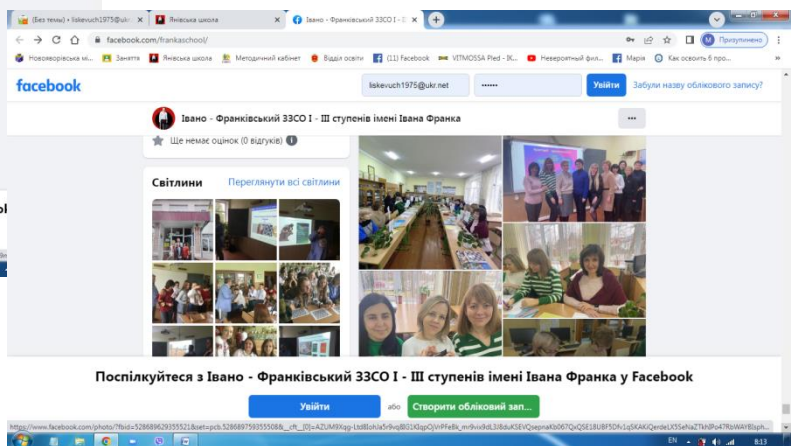 (Без темы) • liskevuch1975@ukr
Янівська школа
Івано - Франківський ЗЗСО І -
facebook.com/frankaschool/
Призупинено
Новояворівська мі...
Заняття
Янівська школа
Методичний кабінет
Відділ освіти
(11) Facebook
VITMOSSA Pled - IK...
Невероятный фил...
Марія
Как освоить 6 про...
facebook
liskevuch1975@ukr.net
Увійти
Забули назву облікового запису?
Івано - Франківський ЗЗСО І - ІІІ ступенів імені Івана Франка
Ще немає оцінок (0 відгуків)
Світлини
Переглянути всі світлини
Поспілкуйтеся з Івано - Франківський ЗЗСО І - ІІІ ступенів імені Івана Франка у Facebook
Увійти
або
Створити обліковий зап...
EN
8:13